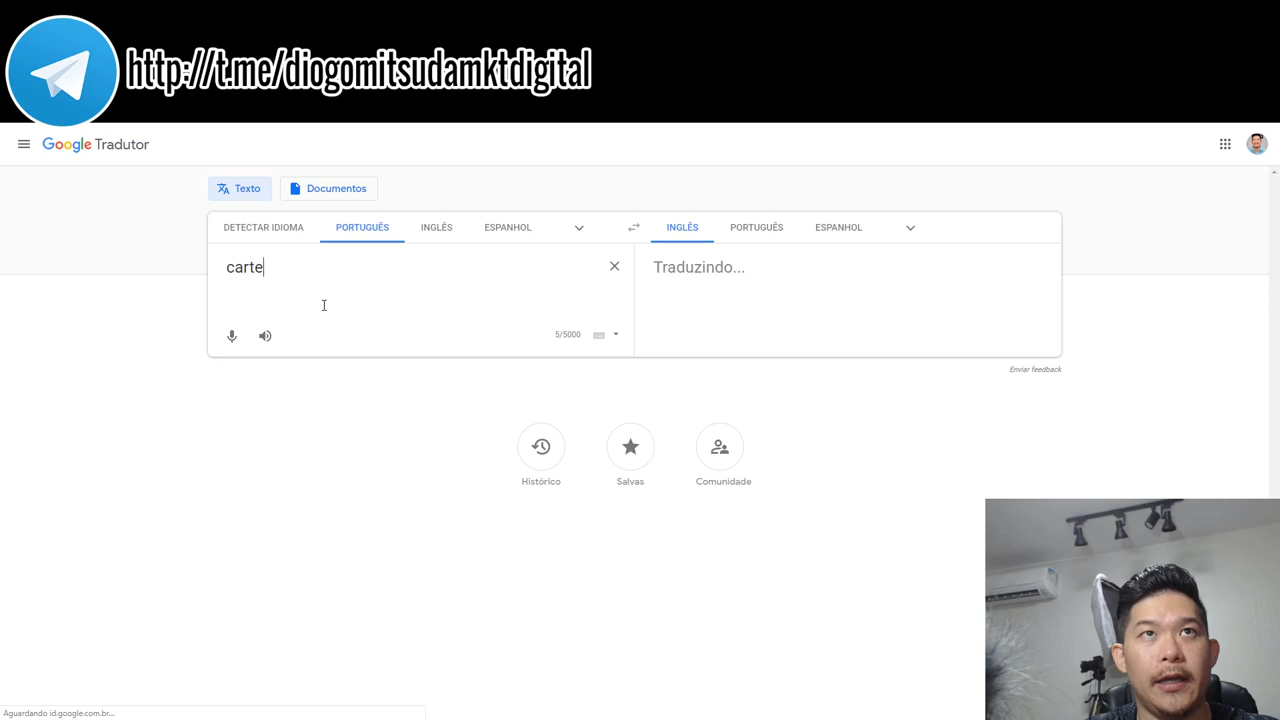 http://t.me/diogomitsudamktdigital
Google Tradutor
Texto
Documentos
DETECTAR IDIOMA PORTUGUÊS INGLÊS ESPANHOL
INGLÊS PORTUGUÊS ESPANHOL
carte
Traduzindo...
5/5000
Enviar feedback
Histórico
Salvas
Comunidade
Aguardando id.google.com.br...